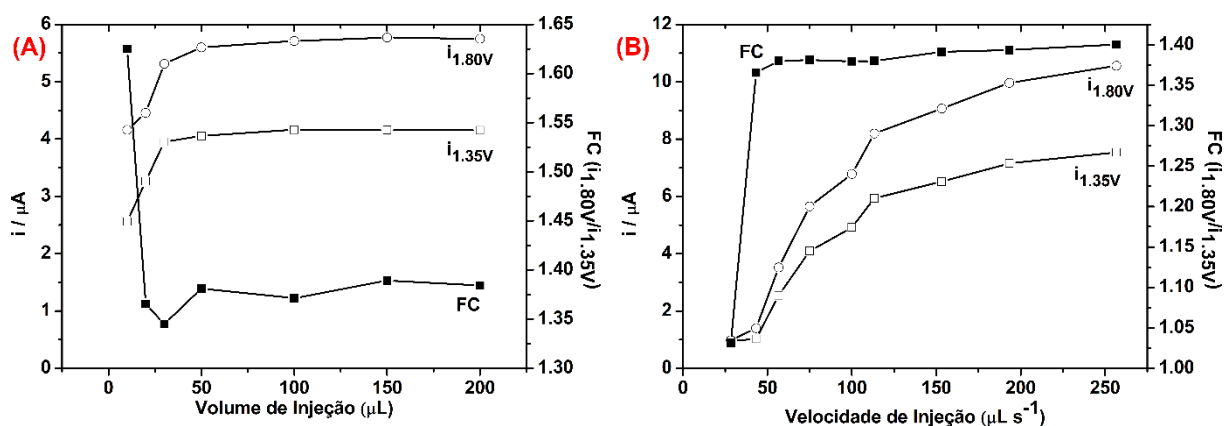 (A)
i / μA
12
6
5
4
3
2
1
0
i1.80V
i1.35V
FC
1.65
1.60
1.55
1.50
1.45
1.40
1.35
1.30
FC (i1.80V/i1.35V)
0 50 100 150 200
Volume de Injeção (μL)
(B)
i / μA
12
10
8
6
4
2
0
FC
i1.80V
i1.35V
1.40
1.35
1.30
1.25
1.20
1.15
1.10
1.05
1.00
FC (i1.80V/i1.35V)
0 50 100 150 200 250
Velocidade de Injeção (μL s-1)